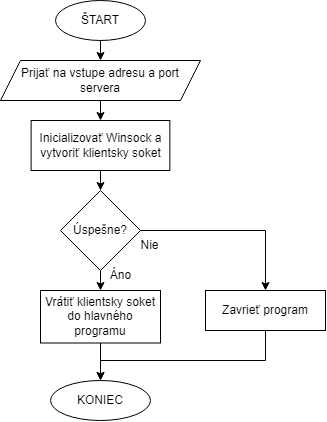 ŠTART
Prijať na vstupe adresu a port
servera
Inicializovať Winsock a
vytvoriť klientsky soket
Úspešne?
Nie
Áno
Vrátiť klientsky soket
do hlavného
programu
Zavrieť program
KONIEC